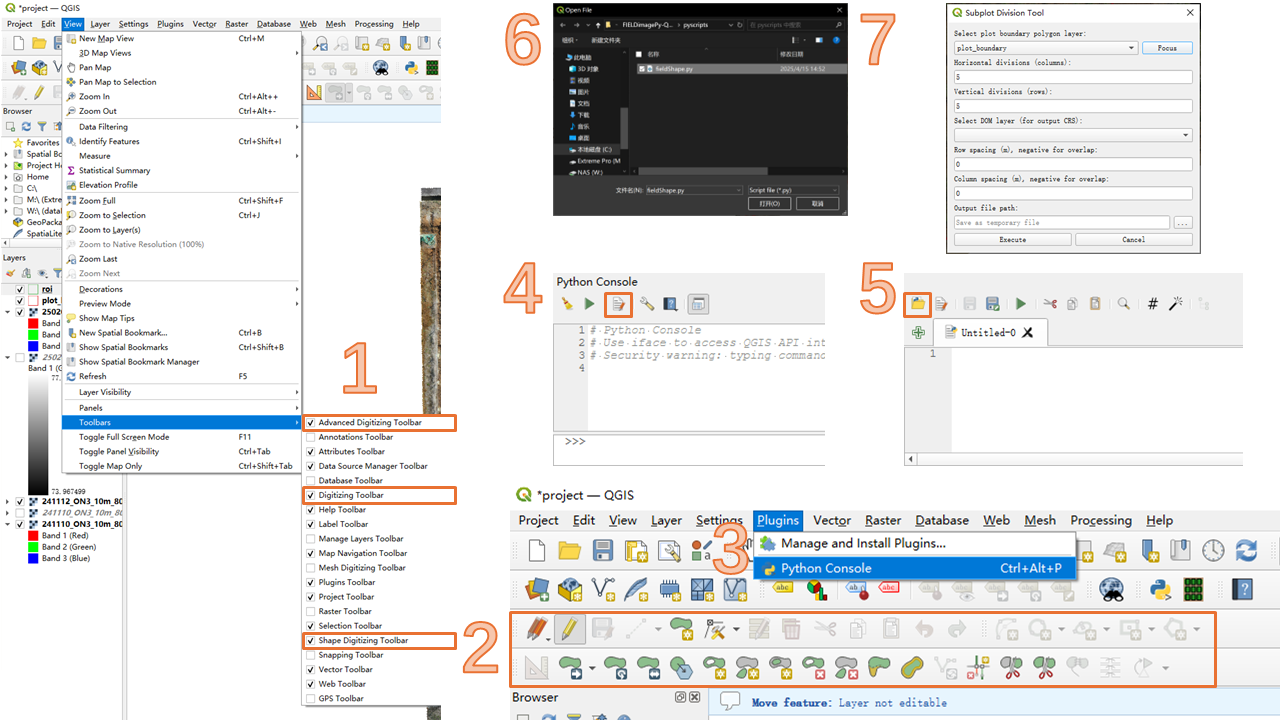 *project — QGIS
Project Edit View Layer Settings Plugins Vector Raster Database Web Mesh Processing Help
New Map View Ctrl+M
3D Map Views
Pan Map
Pan Map to Selection
Zoom In Ctrl+Alt++
Zoom Out Ctrl+Alt+-
Data Filtering
Identify Features Ctrl+Shift+I
Measure
Statistical Summary
Elevation Profile
Zoom Full Ctrl+Shift+F
Zoom to Selection Ctrl+J
Zoom to Layer(s)
Zoom to Native Resolution (100%)
Zoom Last
Zoom Next
Decorations
Preview Mode
Show Map Tips
New Spatial Bookmark... Ctrl+B
Show Spatial Bookmarks Ctrl+Shift+B
Show Spatial Bookmark Manager
Refresh F5
Layer Visibility
Panels
Toolbars
Toggle Full Screen Mode F11
Toggle Panel Visibility Ctrl+Tab
Toggle Map Only Ctrl+Shift+Tab
Browser
Favorites
Spatial Bo
Project Ho
Home
C:\
M:\ (Extrem
W:\ (datal
GeoPacka
SpatiaLite
Layers
roi
plot_
2502
Band
Band
Band
2502
Band 1 (G
77.
73.967499
241112_ON3_10m_80
241110_ON3_10m_80
241110_ON3_10m_80
Band 1 (Red)
Band 2 (Green)
Band 3 (Blue)
1
Advanced Digitizing Toolbar
Annotations Toolbar
Attributes Toolbar
Data Source Manager Toolbar
Database Toolbar
Digitizing Toolbar
Help Toolbar
Label Toolbar
Manage Layers Toolbar
Map Navigation Toolbar
Mesh Digitizing Toolbar
Plugins Toolbar
Project Toolbar
Raster Toolbar
Selection Toolbar
Shape Digitizing Toolbar
Snapping Toolbar
Vector Toolbar
Web Toolbar
GPS Toolbar
6
Open File
FIELDimagePy-Q... pyscripts
pyscripts 中搜索
组织 新建文件夹
名称 修改日期
此电脑
3D 对象
视频
图片
文档
下载
音乐
桌面
本地磁盘 (C:)
Extreme Pro (M
NAS (W:)
fieldShape.py 2025/4/15 14:52
文件名(N): fieldShape.py Script file (*.py)
打开(O) 取消
7
Subplot Division Tool
Select plot boundary polygon layer:
plot_boundary Focus
Horizontal divisions (columns):
5
Vertical divisions (rows):
5
Select DOM layer (for output CRS):
Row spacing (m), negative for overlap:
0
Column spacing (m), negative for overlap:
0
Output file path:
Save as temporary file ...
Execute Cancel
4
Python Console
1 # Python Console
2 # Use iface to access QGIS API int
3 # Security warning: typing command
4
>>>
5
Untitled-0
1
*project — QGIS
Project Edit View Layer Settings Plugins Vector Raster Database Web Mesh Processing Help
3
Manage and Install Plugins...
Python Console Ctrl+Alt+P
abc abc ab abc
2
Browser
Move feature: Layer not editable